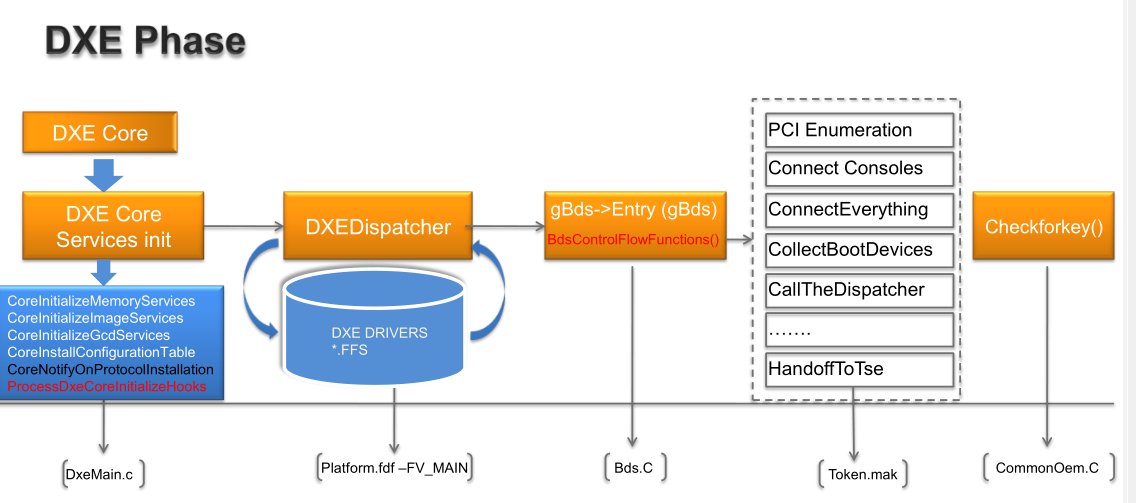 DXE Phase
DXE Core
DXE Core
Services init
CoreInitializeMemoryServices
CoreInitializeImageServices
CoreInitializeGcdServices
CoreInstallConfigurationTable
CoreNotifyOnProtocolInstallation
ProcessDxeCoreInitializeHooks
DXEDispatcher
DXE DRIVERS
*.FFS
gBds->Entry (gBds)
BdsControlFlowFunctions()
PCI Enumeration
Connect Consoles
ConnectEverything
CollectBootDevices
CallTheDispatcher
…….
HandoffToTse
Checkforkey()
DxeMain.c
Platform.fdf –FV_MAIN
Bds.C
Token.mak
CommonOem.C